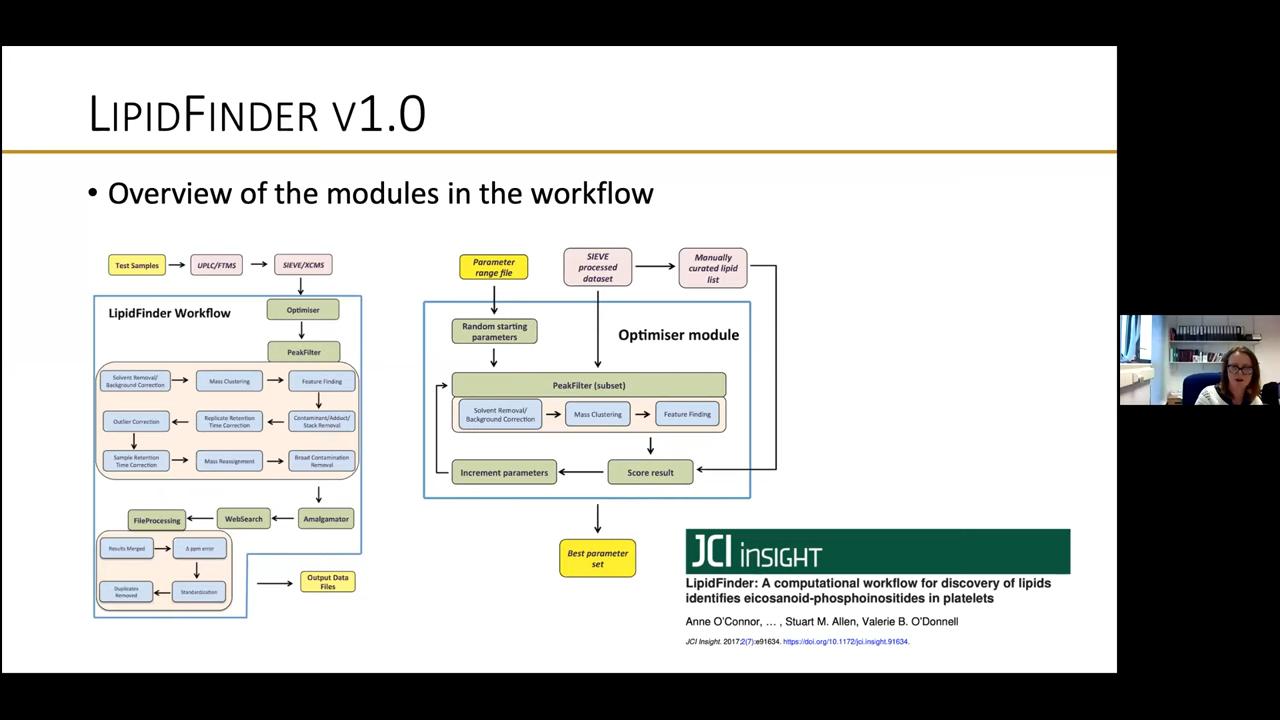 LIPIDFINDER V1.0
• Overview of the modules in the workflow
Test Samples
UPLC/FTMS
SIEVE/XCMS
LipidFinder Workflow
Optimiser
PeakFilter
Solvent Removal/
Background Correction
Mass Clustering
Feature Finding
Outlier Correction
Replicate Retention
Time Correction
Contaminant/Adduct/
Stack Removal
Sample Retention
Time Correction
Mass Reassignment
Broad Contamination
Removal
FileProcessing
WebSearch
Amalgamator
Results Merged
Δ ppm error
Duplicates
Removed
Standardization
Output Data
Files
Parameter
range file
SIEVE
processed
dataset
Manually
curated lipid
list
Random starting
parameters
Optimiser module
PeakFilter (subset)
Solvent Removal/
Background Correction
Mass Clustering
Feature Finding
Increment parameters
Score result
Best parameter
set
JCI insight
LipidFinder: A computational workflow for discovery of lipids
identifies eicosanoid-phosphoinositides in platelets
Anne O'Connor, ... , Stuart M. Allen, Valerie B. O'Donnell
JCI Insight. 2017;2(7):e91634. https://doi.org/10.1172/jci.insight.91634.